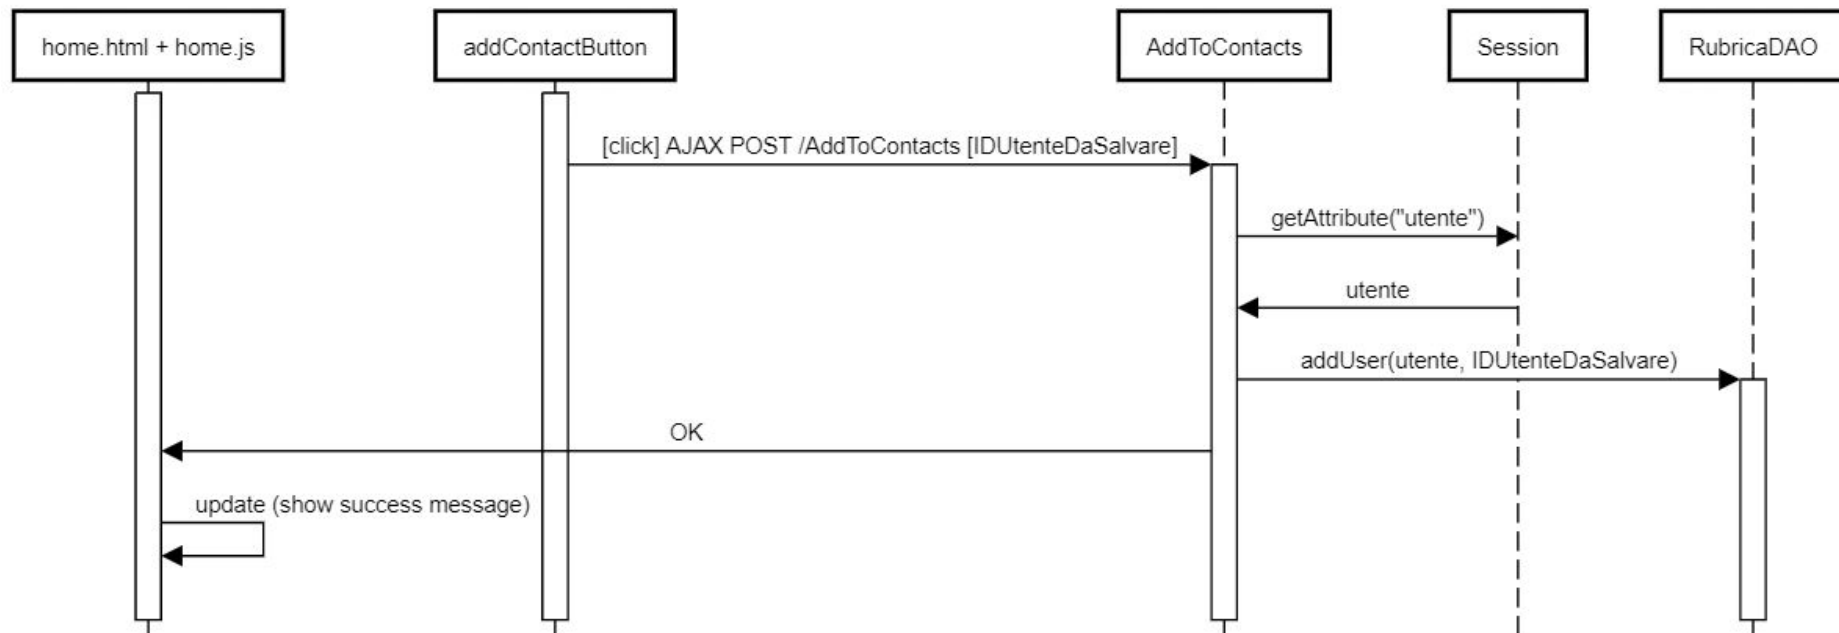 home.html + home.js
addContactButton
AddToContacts
Session
RubricaDAO
[click] AJAX POST /AddToContacts [IDUtenteDaSalvare]
getAttribute("utente")
utente
addUser(utente, IDUtenteDaSalvare)
OK
update (show success message)